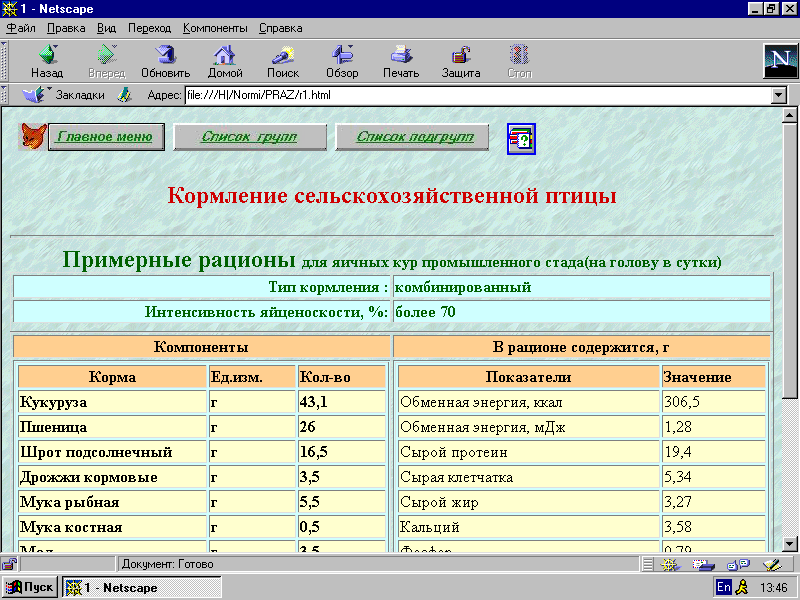 1 - Netscape
Файл Правка Вид Переход Компоненты Справка
Назад Вперед Обновить Домой Поиск Обзор Печать Защита Стоп
N
Закладки Адрес: file:///H|/Normi/PRAZ/r1.html
Главное меню Список групп Список подгрупп
Кормление сельскохозяйственной птицы
Примерные рационы для яичных кур промышленного стада(на голову в сутки)
Тип кормления : комбинированный
Интенсивность яйценоскости, %: более 70
Компоненты В рационе содержится, г
Корма Ед.изм. Кол-во Показатели Значение
Кукуруза г 43,1 Обменная энергия, ккал 306,5
Пшеница г 26 Обменная энергия, мДж 1,28
Шрот подсолнечный г 16,5 Сырой протеин 19,4
Дрожжи кормовые г 3,5 Сырая клетчатка 5,34
Мука рыбная г 5,5 Сырой жир 3,27
Мука костная г 0,5 Кальций 3,58
г 3,5 Фосфор 0,79
Документ: Готово
Пуск 1 - Netscape En 13:46